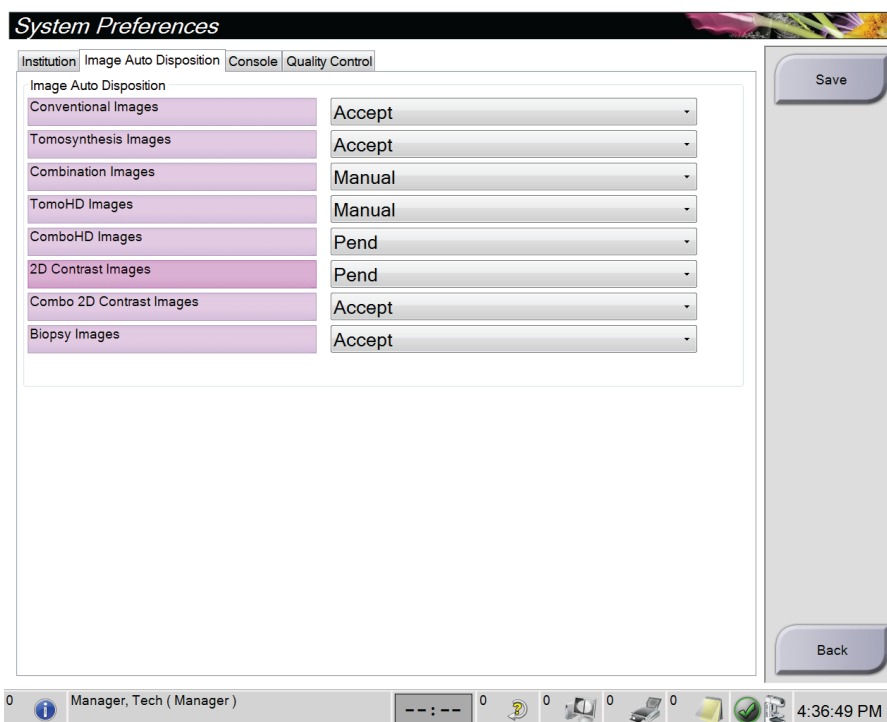 System Preferences
Institution Image Auto Disposition Console Quality Control
Image Auto Disposition
Conventional Images Accept
Tomosynthesis Images Accept
Combination Images Manual
TomoHD Images Manual
ComboHD Images Pend
2D Contrast Images Pend
Combo 2D Contrast Images Accept
Biopsy Images Accept
Save
Back
0 Manager, Tech ( Manager ) --:-- 0 0 0 0 4:36:49 PM